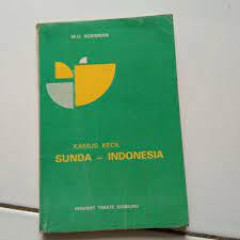 KAMUS KECIL
SUNDA - INDONESIA
PENERBIT TARATE BANDUNG